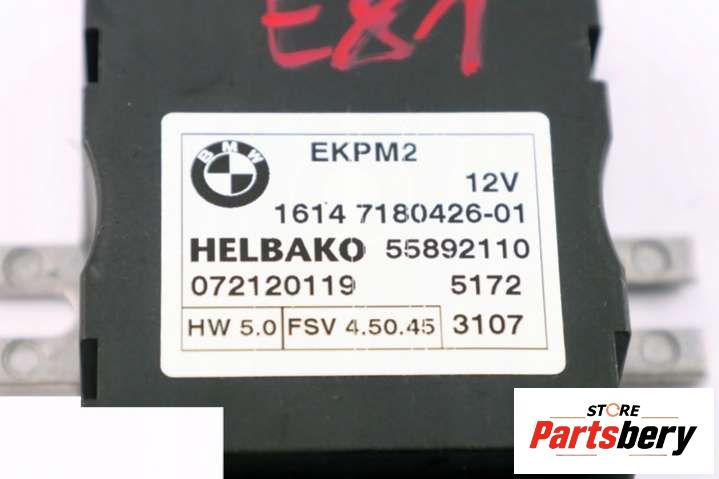 E81
BMW
EKPM2
12V
1614 7180426-01
HELBAKO 55892110
072120119 5172
HW 5.0 FSV 4.50.45 3107
STORE
Partsbery